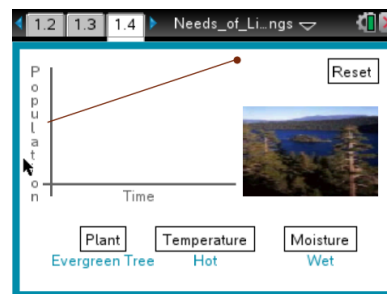 1.2 1.3 1.4 Needs_of_Li...ngs
Population
Reset
Time
Plant Temperature Moisture
Evergreen Tree Hot Wet